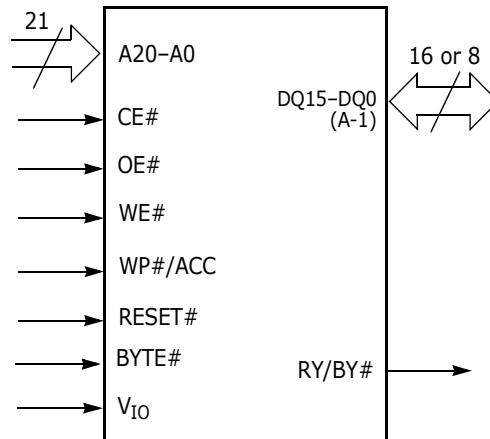 21
A20–A0
16 or 8
DQ15–DQ0
(A-1)
CE#
OE#
WE#
WP#/ACC
RESET#
BYTE#
RY/BY#
VIO